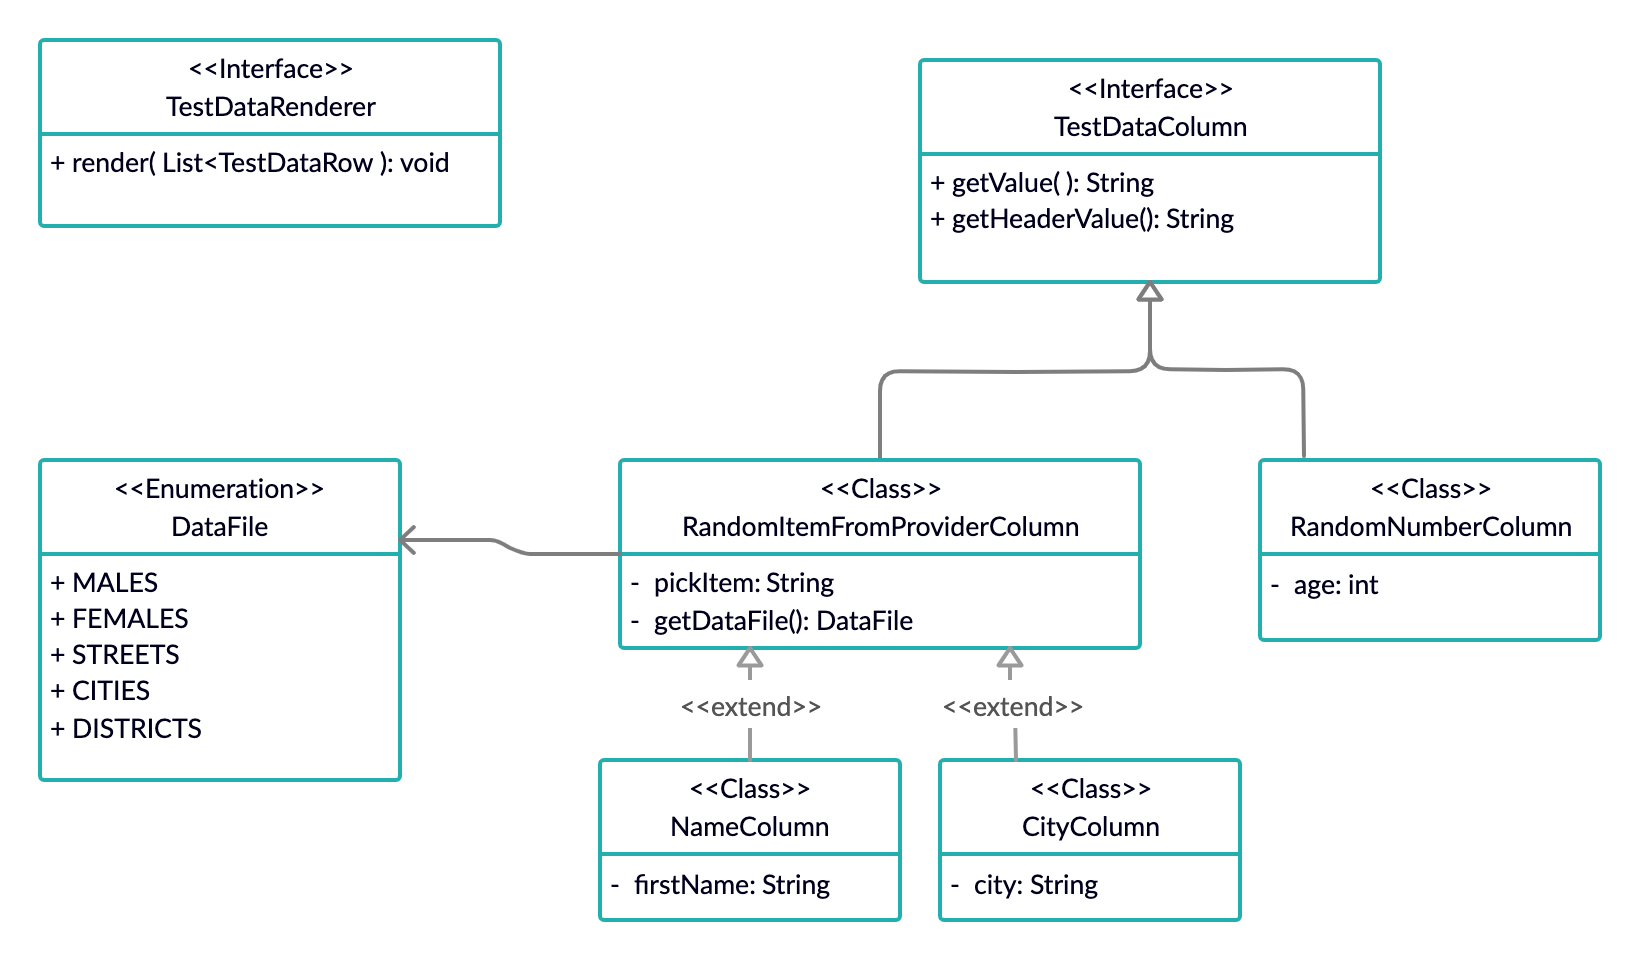 <<Interface>>
TestDataRenderer
+ render( List<TestDataRow ): void
<<Interface>>
TestDataColumn
+ getValue( ): String
+ getHeaderValue(): String
<<Enumeration>>
DataFile
+ MALES
+ FEMALES
+ STREETS
+ CITIES
+ DISTRICTS
<<Class>>
RandomItemFromProviderColumn
- pickItem: String
- getDataFile(): DataFile
<<Class>>
RandomNumberColumn
- age: int
<<extend>>
<<extend>>
<<Class>>
NameColumn
- firstName: String
<<Class>>
CityColumn
- city: String